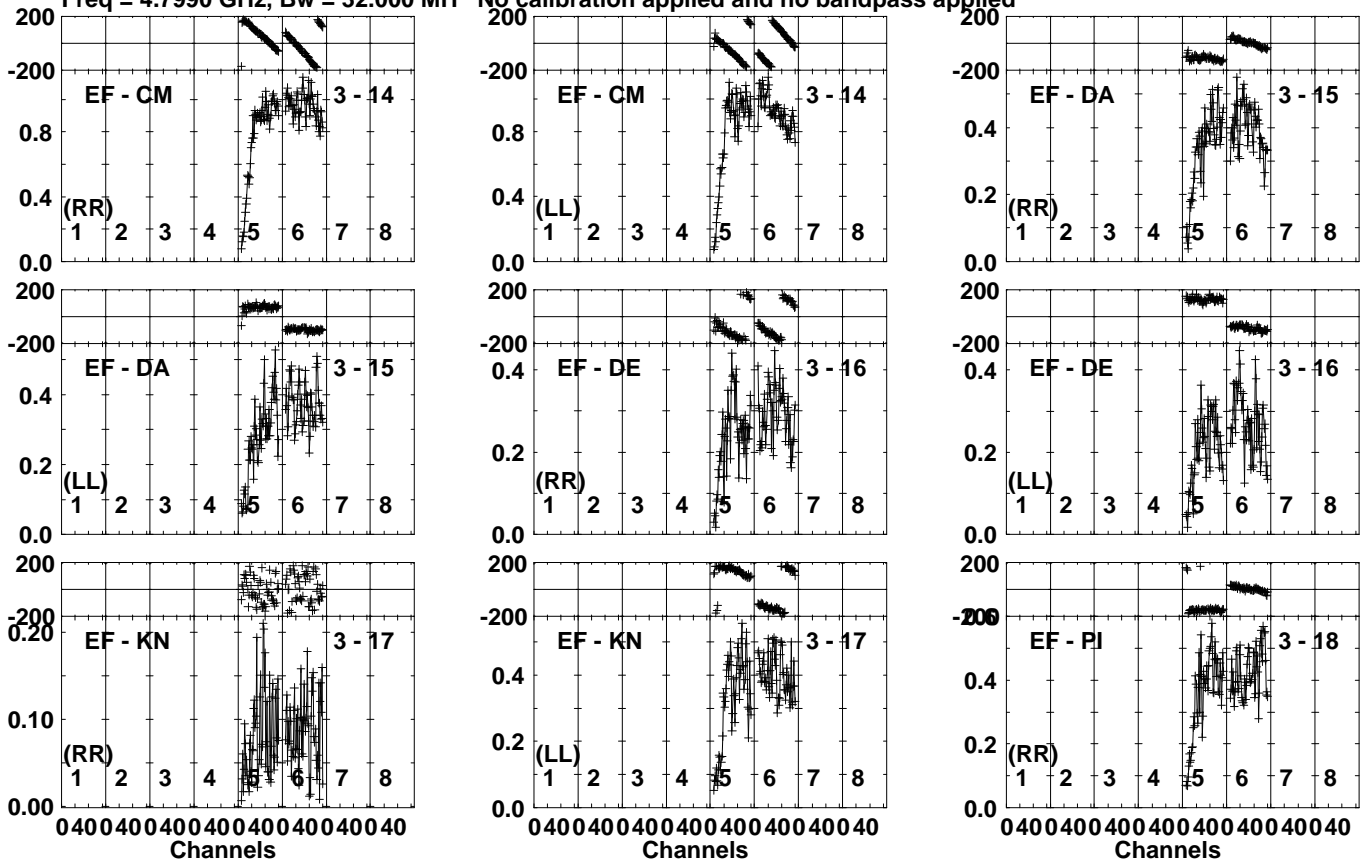 Freq = 4.7990 GHz, Bw = 32.000 MH No calibration applied and no bandpass applied
200 200 200
-200 -200 -200
EF - CM 3 - 14 EF - CM 3 - 14 EF - DA 3 - 15
0.8 0.8 0.4
0.4 0.4 0.2
(RR) (LL) (RR)
1 2 3 4 5 6 7 8 1 2 3 4 5 6 7 8 1 2 3 4 5 6 7 8
0.0 0.0 0.0
200 200 200
-200 -200 -200
EF - DA 3 - 15 EF - DE 3 - 16 EF - DE 3 - 16
0.4 0.4 0.4
0.2 0.2 0.2
(LL) (RR) (LL)
1 2 3 4 5 6 7 8 1 2 3 4 5 6 7 8 1 2 3 4 5 6 7 8
0.0 0.0 0.0
200 200 200
-200 -200 -200
0.20 0.6
EF - KN 3 - 17 EF - KN 3 - 17 EF - PI 3 - 18
0.4 0.4
0.10 0.2 0.2
(RR) (LL) (RR)
1 2 3 4 5 6 7 8 1 2 3 4 5 6 7 8 1 2 3 4 5 6 7 8
0.00 0.0 0.0
0 40 0 40 0 40 0 40 0 40 0 40 0 40 0 40 0 40 0 40 0 40 0 40 0 40 0 40 0 40 0 40 0 40 0 40 0 40 0 40 0 40 0 40 0 40 0 40
Channels Channels Channels